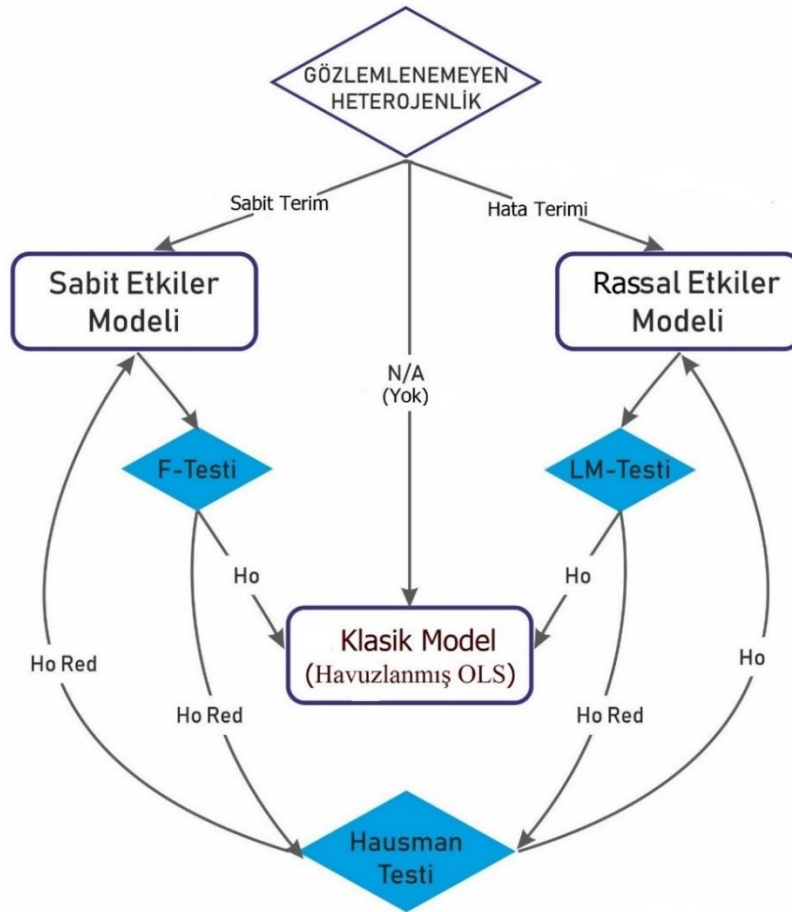 GÖZLEMLENEMEYEN
HETEROJENLİK
Sabit Terim
Hata Terimi
Sabit Etkiler
Modeli
Rassal Etkiler
Modeli
N/A
(Yok)
F-Testi
LM-Testi
Ho
Ho
Klasik Model
(Havuzlanmış OLS)
Ho Red
Ho
Ho Red
Ho Red
Hausman
Testi